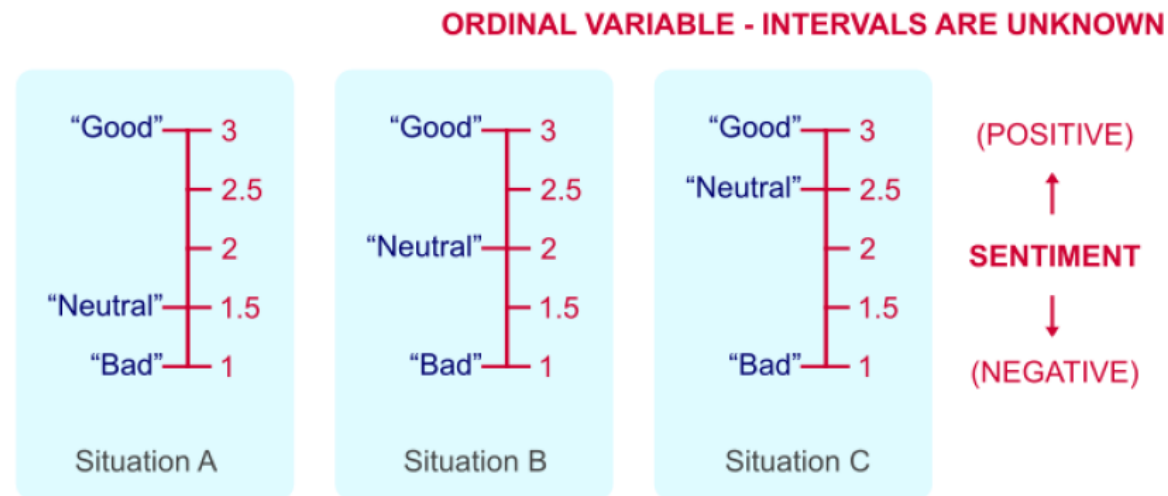 ORDINAL VARIABLE - INTERVALS ARE UNKNOWN
“Good” 3
2.5
2
“Neutral” 1.5
“Bad” 1
Situation A
“Good” 3
2.5
“Neutral” 2
1.5
“Bad” 1
Situation B
“Good” 3
“Neutral” 2.5
2
1.5
“Bad” 1
Situation C
(POSITIVE)
SENTIMENT
(NEGATIVE)